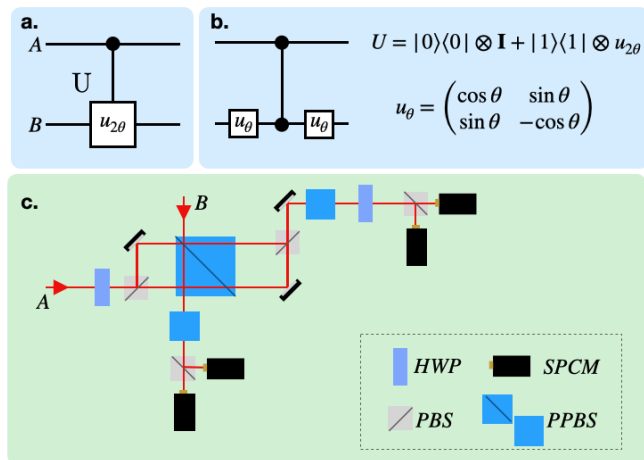 a.
A
U
B
u₂θ
b.
uθ
uθ
U = |0⟩⟨0| ⊗ I + |1⟩⟨1| ⊗ u₂θ
uθ = (cos θ sin θ
sin θ −cos θ)
c.
B
A
HWP
SPCM
PBS
PPBS